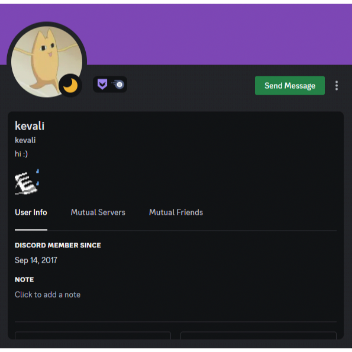 Send Message
kevali
kevali
hi :)
User Info Mutual Servers Mutual Friends
DISCORD MEMBER SINCE
Sep 14, 2017
NOTE
Click to add a note